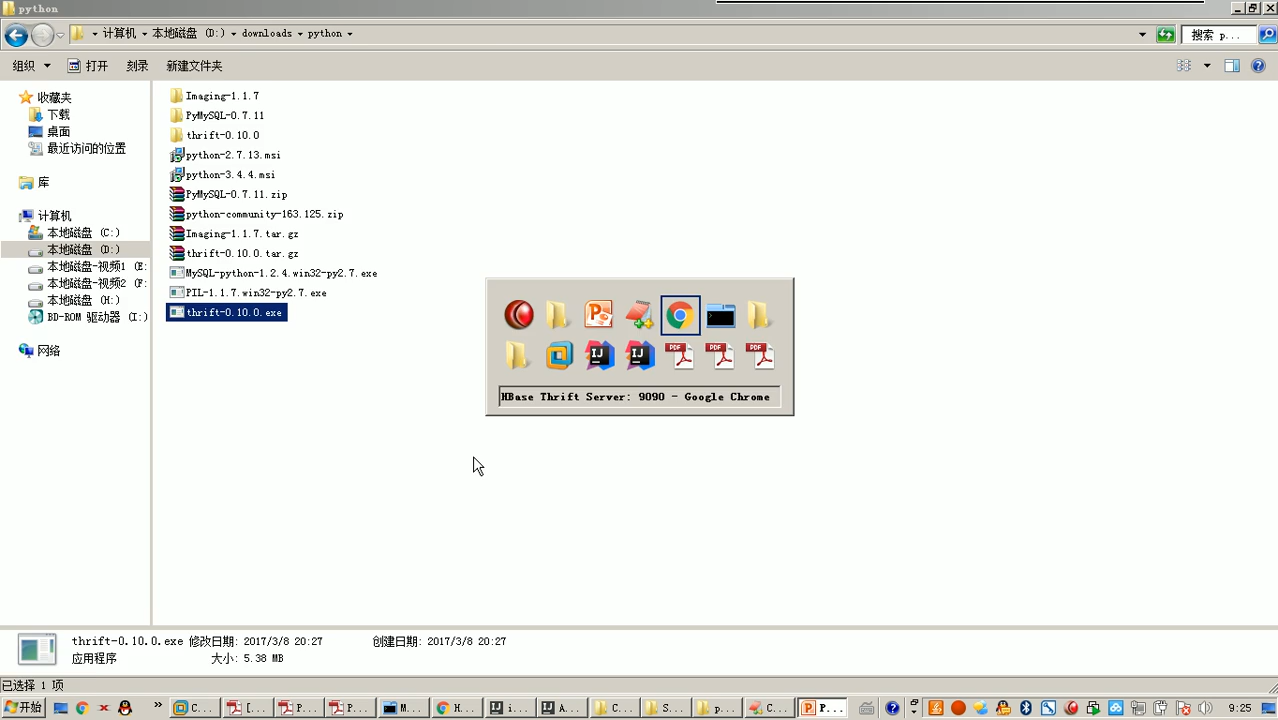 python
计算机 本地磁盘 (D:) downloads python
搜索 p...
组织 打开 刻录 新建文件夹
收藏夹
下载
桌面
最近访问的位置
库
计算机
本地磁盘 (C:)
本地磁盘 (D:)
本地磁盘-视频1 (E:
本地磁盘-视频2 (F:
本地磁盘 (H:)
BD-ROM 驱动器 (I:)
网络
Imaging-1.1.7
PyMySQL-0.7.11
thrift-0.10.0
python-2.7.13.msi
python-3.4.4.msi
PyMySQL-0.7.11.zip
python-community-163.125.zip
Imaging-1.1.7.tar.gz
thrift-0.10.0.tar.gz
MySQL-python-1.2.4.win32-py2.7.exe
PIL-1.1.7.win32-py2.7.exe
thrift-0.10.0.exe
HBase Thrift Server: 9090 - Google Chrome
thrift-0.10.0.exe 修改日期: 2017/3/8 20:27 创建日期: 2017/3/8 20:27
应用程序 大小: 5.38 MB
已选择 1 项
开始 C... [... P... P... M... H... i... A... C... S... p... C... P... 9:25